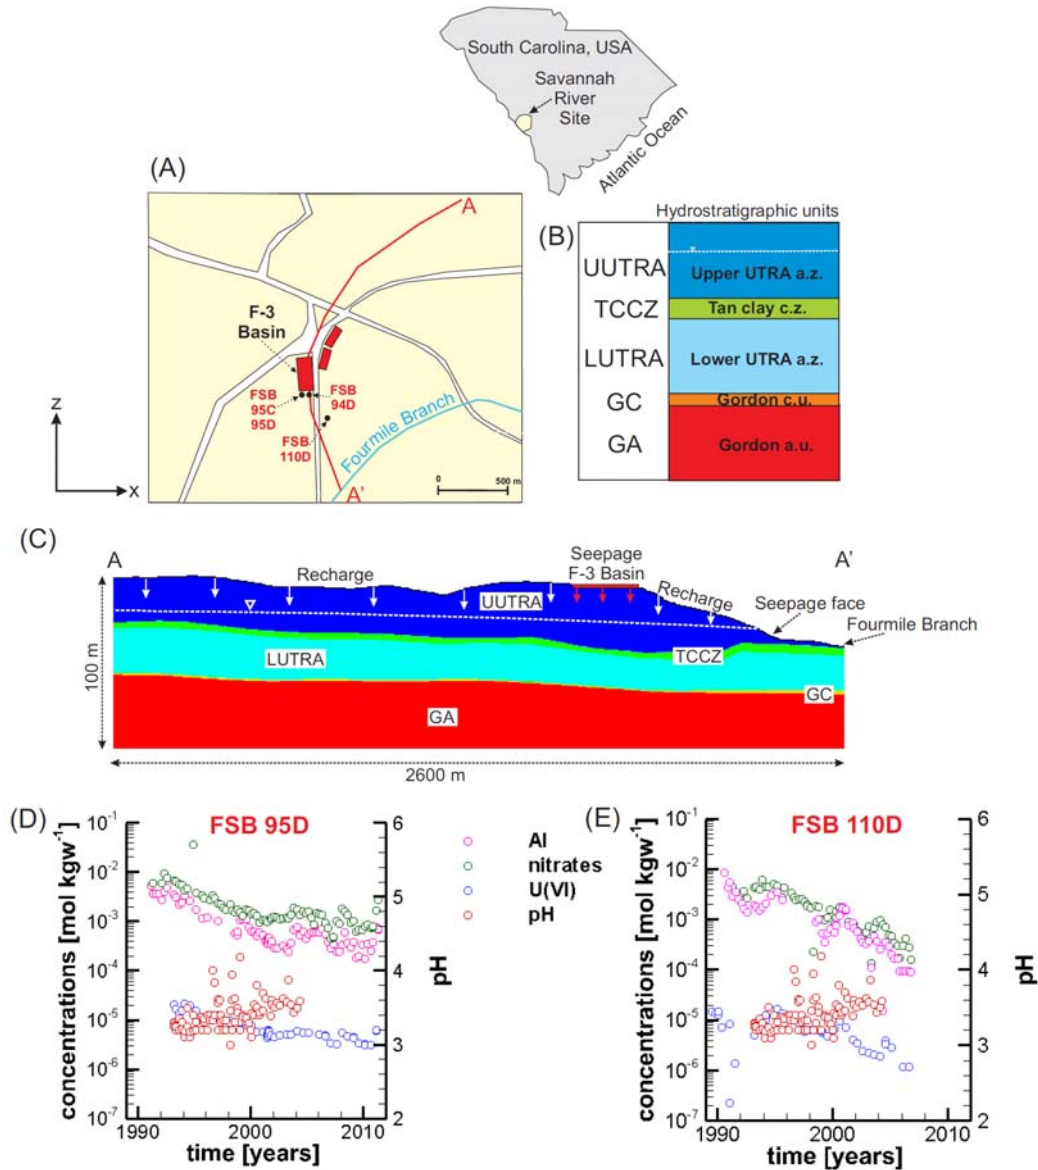 South Carolina, USA
Savannah
River
Site
Atlantic Ocean
(A)
A
F-3
Basin
FSB
95C
95D
FSB
94D
FSB
110D
Fourmile Branch
A'
0
500 m
Z
X
(B)
Hydrostratigraphic units
UUTRA
Upper UTRA a.z.
TCCZ
Tan clay c.z.
LUTRA
Lower UTRA a.z.
GC
Gordon c.u.
GA
Gordon a.u.
(C)
A
A'
Recharge
Seepage
F-3 Basin
Recharge
UUTRA
Seepage face
Fourmile Branch
LUTRA
TCCZ
GC
GA
100 m
2600 m
(D)
FSB 95D
concentrations [mol kgw-1]
10-1
10-2
10-3
10-4
10-5
10-6
10-7
1990
2000
2010
time [years]
6
5
4
3
2
pH
Al
nitrates
U(VI)
pH
(E)
FSB 110D
concentrations [mol kgw-1]
10-1
10-2
10-3
10-4
10-5
10-6
10-7
1990
2000
2010
time [years]
6
5
4
3
2
pH